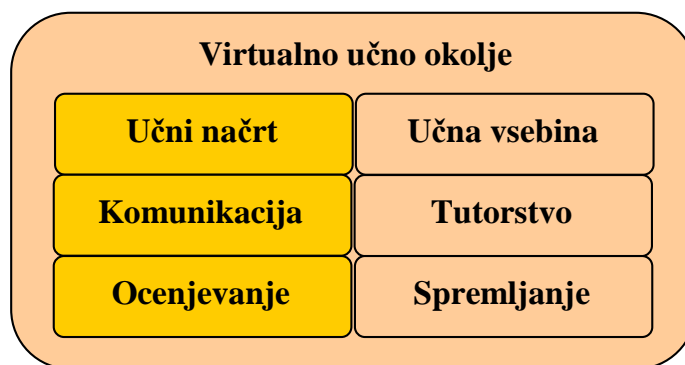 Virtualno učno okolje
Učni načrt
Učna vsebina
Komunikacija
Tutorstvo
Ocenjevanje
Spremljanje